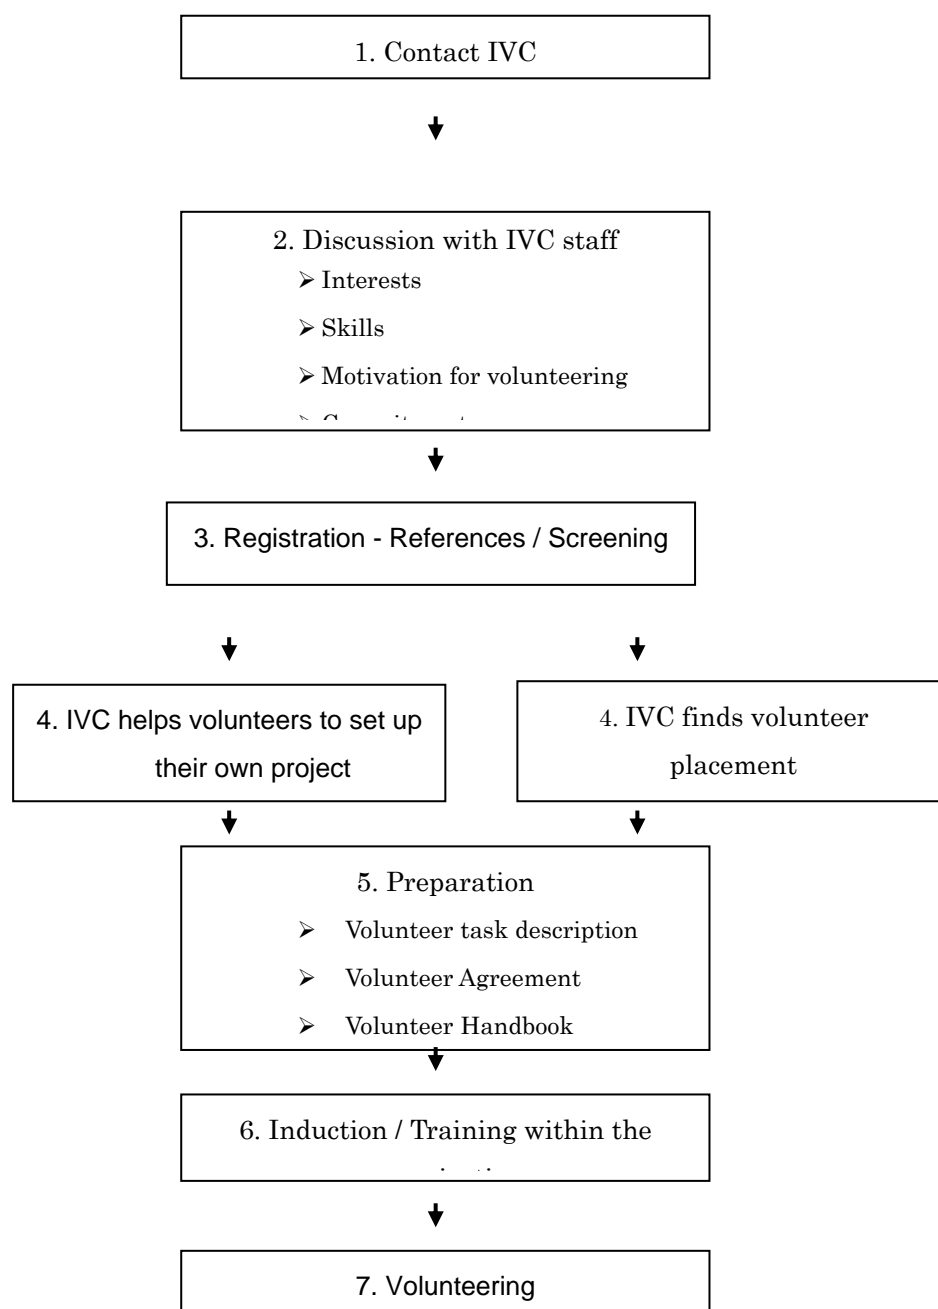 1. Contact IVC
2. Discussion with IVC staff
➢ Interests
➢ Skills
➢ Motivation for volunteering
3. Registration - References / Screening
4. IVC helps volunteers to set up
their own project
4. IVC finds volunteer
placement
5. Preparation
➢ Volunteer task description
➢ Volunteer Agreement
➢ Volunteer Handbook
6. Induction / Training within the
7. Volunteering